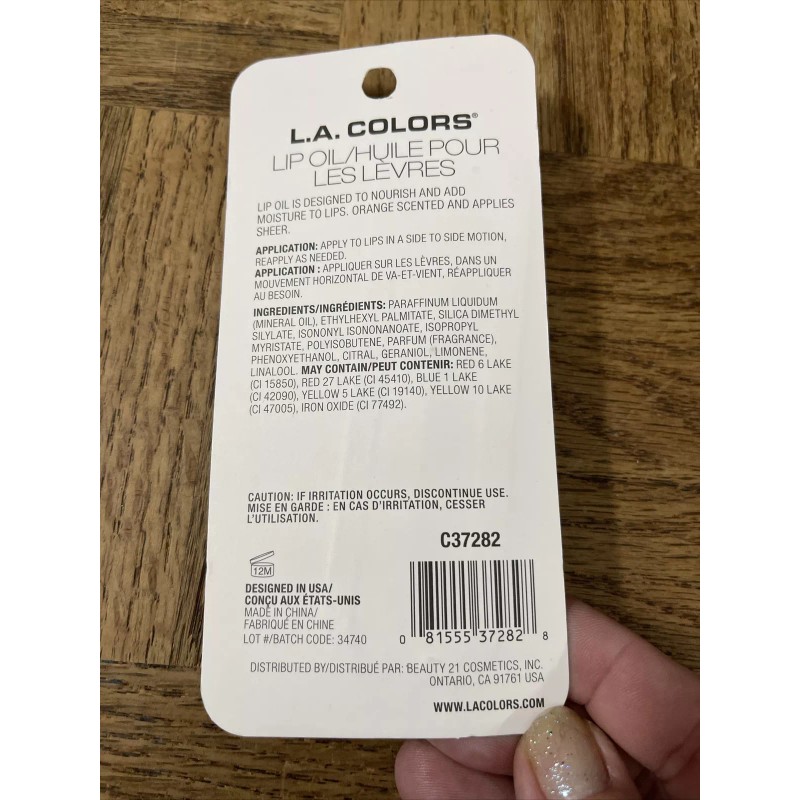 L.A. COLORS®
LIP OIL/HUILE POUR
LES LÈVRES
LIP OIL IS DESIGNED TO NOURISH AND ADD
MOISTURE TO LIPS. ORANGE SCENTED AND APPLIES
SHEER.
APPLICATION: APPLY TO LIPS IN A SIDE TO SIDE MOTION,
REAPPLY AS NEEDED.
APPLICATION : APPLIQUER SUR LES LÈVRES, DANS UN
MOUVEMENT HORIZONTAL DE VA-ET-VIENT, RÉAPPLIQUER
AU BESOIN.
INGREDIENTS/INGRÉDIENTS: PARAFFINUM LIQUIDUM
(MINERAL OIL), ETHYLHEXYL PALMITATE, SILICA DIMETHYL
SILYLATE, ISONONYL ISONONANOATE, ISOPROPYL
MYRISTATE, POLYISOBUTENE, PARFUM (FRAGRANCE),
PHENOXYETHANOL, CITRAL, GERANIOL, LIMONENE,
LINALOOL. MAY CONTAIN/PEUT CONTENIR: RED 6 LAKE
(CI 15850), RED 27 LAKE (CI 45410), BLUE 1 LAKE
(CI 42090), YELLOW 5 LAKE (CI 19140), YELLOW 10 LAKE
(CI 47005), IRON OXIDE (CI 77492).
CAUTION: IF IRRITATION OCCURS, DISCONTINUE USE.
MISE EN GARDE : EN CAS D'IRRITATION, CESSER
L'UTILISATION.
C37282
12M
DESIGNED IN USA/
CONÇU AUX ÉTATS-UNIS
MADE IN CHINA/
FABRIQUÉ EN CHINE
LOT #/BATCH CODE: 34740
0 81555 37282 8
DISTRIBUTED BY/DISTRIBUÉ PAR: BEAUTY 21 COSMETICS, INC.
ONTARIO, CA 91761 USA
WWW.LACOLORS.COM